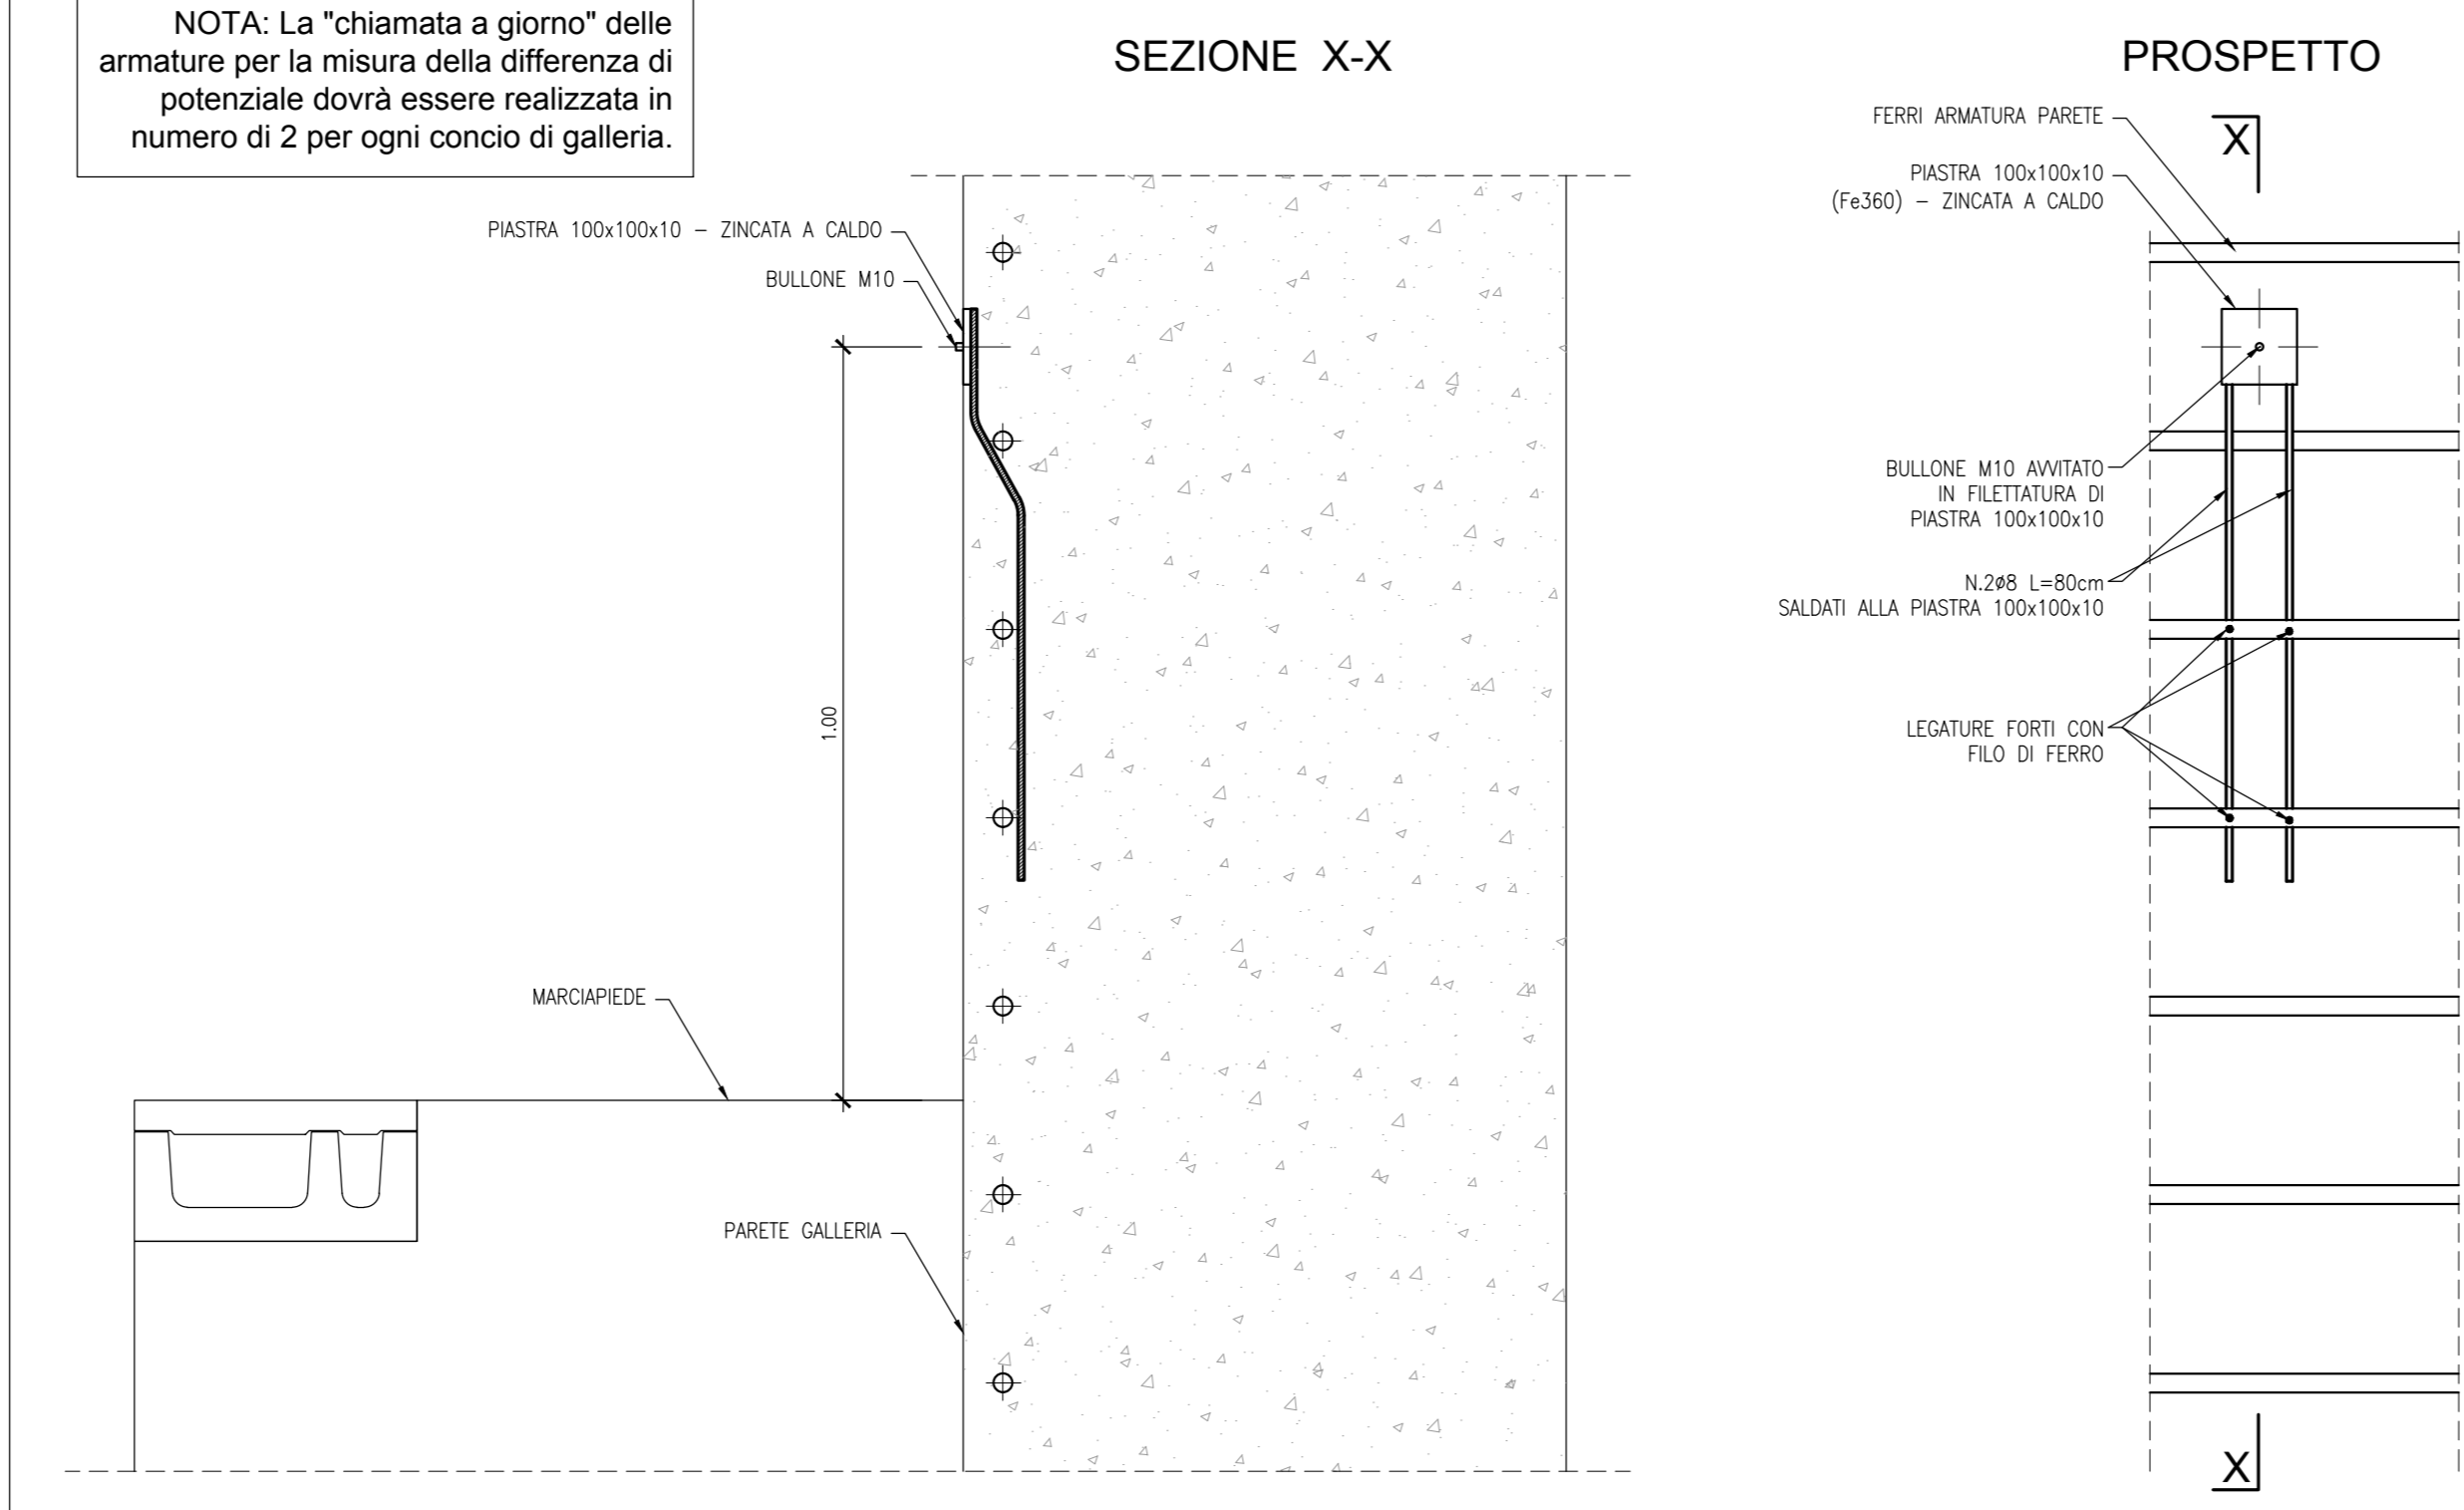 NOTA: La "chiamata a giorno" delle
armature per la misura della differenza di
potenziale dovrà essere realizzata in
numero di 2 per ogni concio di galleria.
SEZIONE X-X
PIASTRA 100x100x10 – ZINCATA A CALDO
BULLONE M10
1.00
MARCIAPIEDE
PARETE GALLERIA
PROSPETTO
FERRI ARMATURA PARETE
X
PIASTRA 100x100x10
(Fe360) – ZINCATA A CALDO
BULLONE M10 AVVITATO
IN FILETTATURA DI
PIASTRA 100x100x10
N.2ø8 L=80cm
SALDATI ALLA PIASTRA 100x100x10
LEGATURE FORTI CON
FILO DI FERRO
X